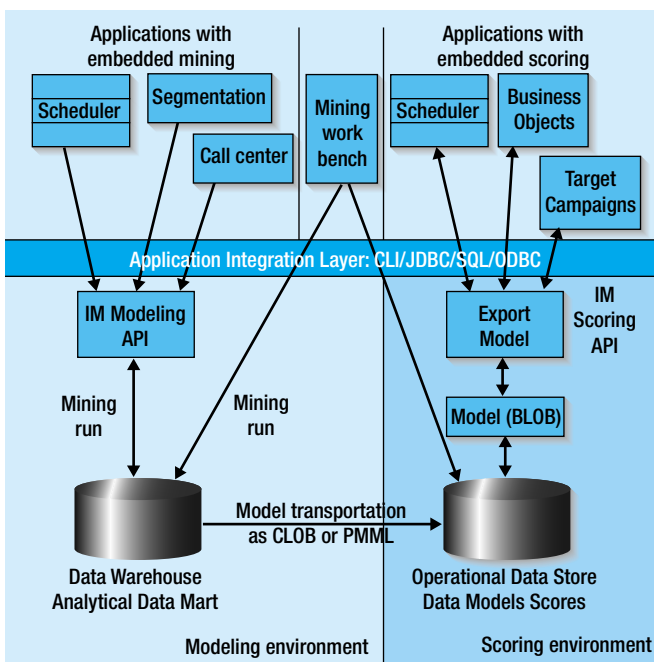 Applications with
embedded mining
Applications with
embedded scoring
Scheduler
Segmentation
Call center
Mining
work
bench
Scheduler
Business
Objects
Target
Campaigns
Application Integration Layer: CLI/JDBC/SQL/ODBC
IM Modeling
API
Export
Model
IM
Scoring
API
Mining
run
Mining
run
Model (BLOB)
Model transportation
as CLOB or PMML
Data Warehouse
Analytical Data Mart
Operational Data Store
Data Models Scores
Modeling environment
Scoring environment